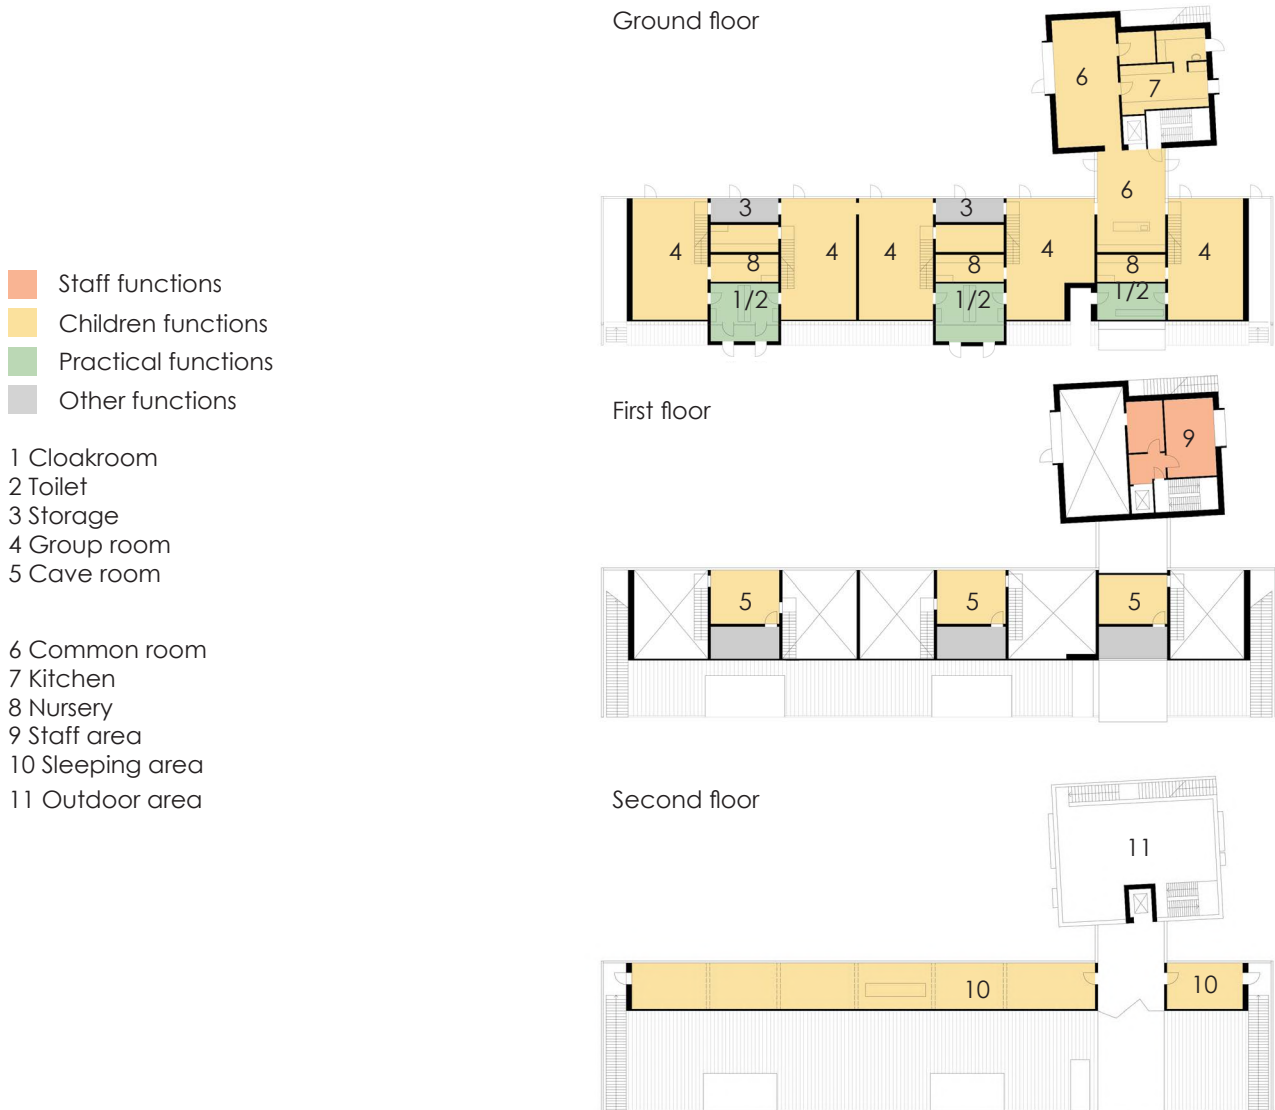 Staff functions
Children functions
Practical functions
Other functions
1 Cloakroom
2 Toilet
3 Storage
4 Group room
5 Cave room
6 Common room
7 Kitchen
8 Nursery
9 Staff area
10 Sleeping area
11 Outdoor area
Ground floor
6
7
6
3
3
4
4
4
4
4
8
8
8
1/2
1/2
1/2
First floor
9
5
5
5
Second floor
11
10
10